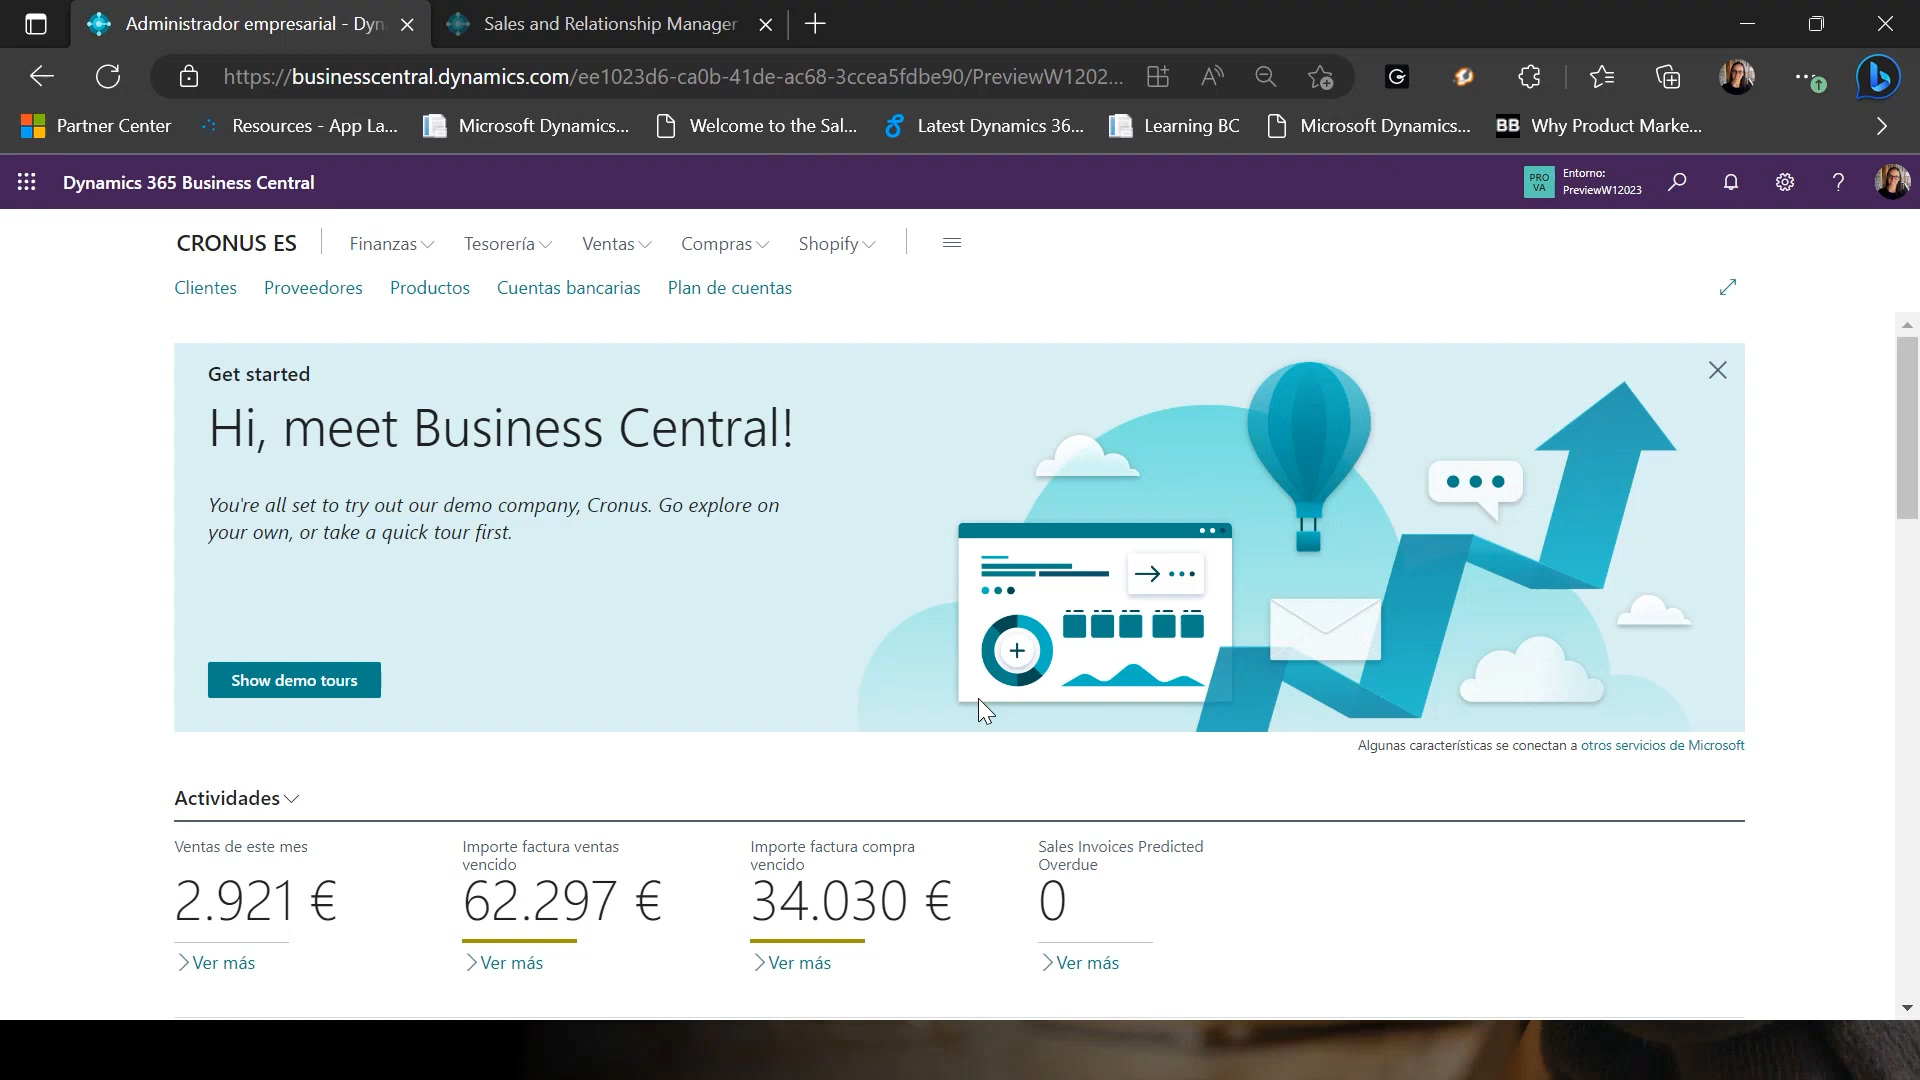 Administrador empresarial - Dyn
Sales and Relationship Manager
https://businesscentral.dynamics.com/ee1023d6-ca0b-41de-ac68-3ccea5fdbe90/PreviewW1202...
Partner Center
Resources - App La...
Microsoft Dynamics...
Welcome to the Sal...
Latest Dynamics 36...
Learning BC
Microsoft Dynamics...
BB
Why Product Marke...
Dynamics 365 Business Central
PRO
VA
Entorno:
PreviewW12023
CRONUS ES
Finanzas
Tesorería
Ventas
Compras
Shopify
Clientes
Proveedores
Productos
Cuentas bancarias
Plan de cuentas
Get started
Hi, meet Business Central!
You're all set to try out our demo company, Cronus. Go explore on
your own, or take a quick tour first.
Show demo tours
Algunas características se conectan a otros servicios de Microsoft
Actividades
Ventas de este mes
2.921 €
Ver más
Importe factura ventas
vencido
62.297 €
Ver más
Importe factura compra
vencido
34.030 €
Ver más
Sales Invoices Predicted
Overdue
0
Ver más